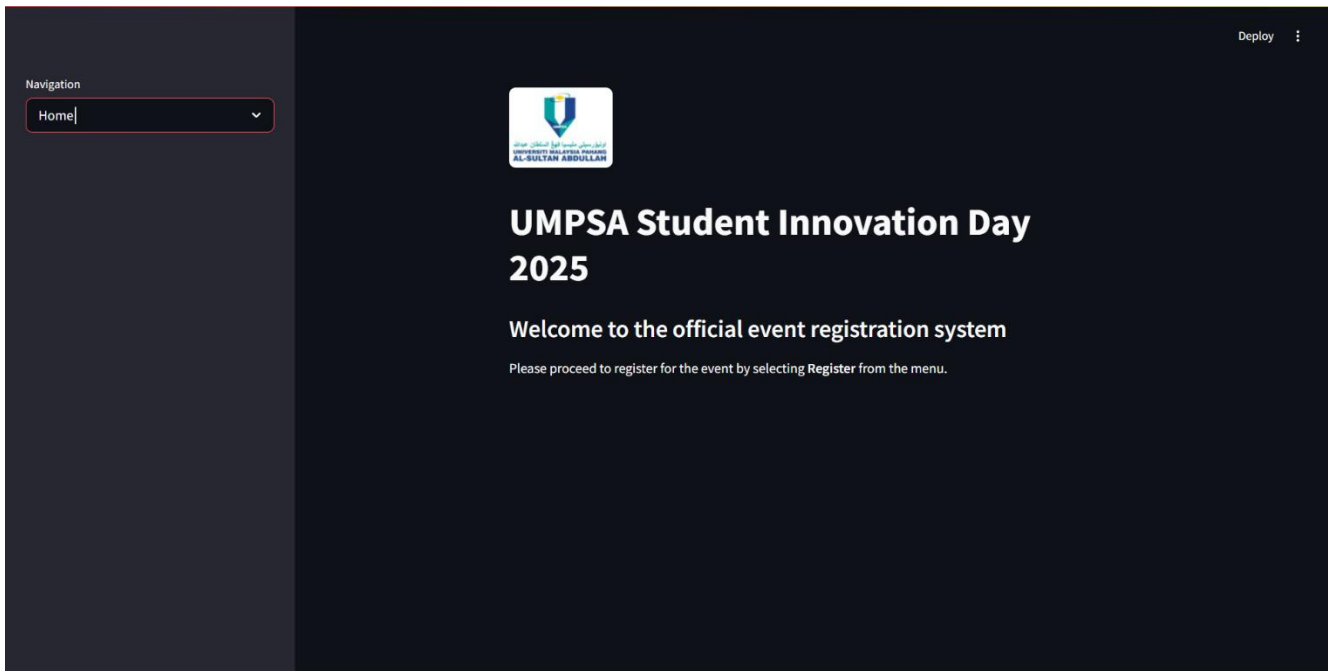 Deploy
Navigation
Home
UMPSA
UNIVERSITI MALAYSIA PAHANG
AL-SULTAN ABDULLAH
UMPSA Student Innovation Day
2025
Welcome to the official event registration system
Please proceed to register for the event by selecting Register from the menu.